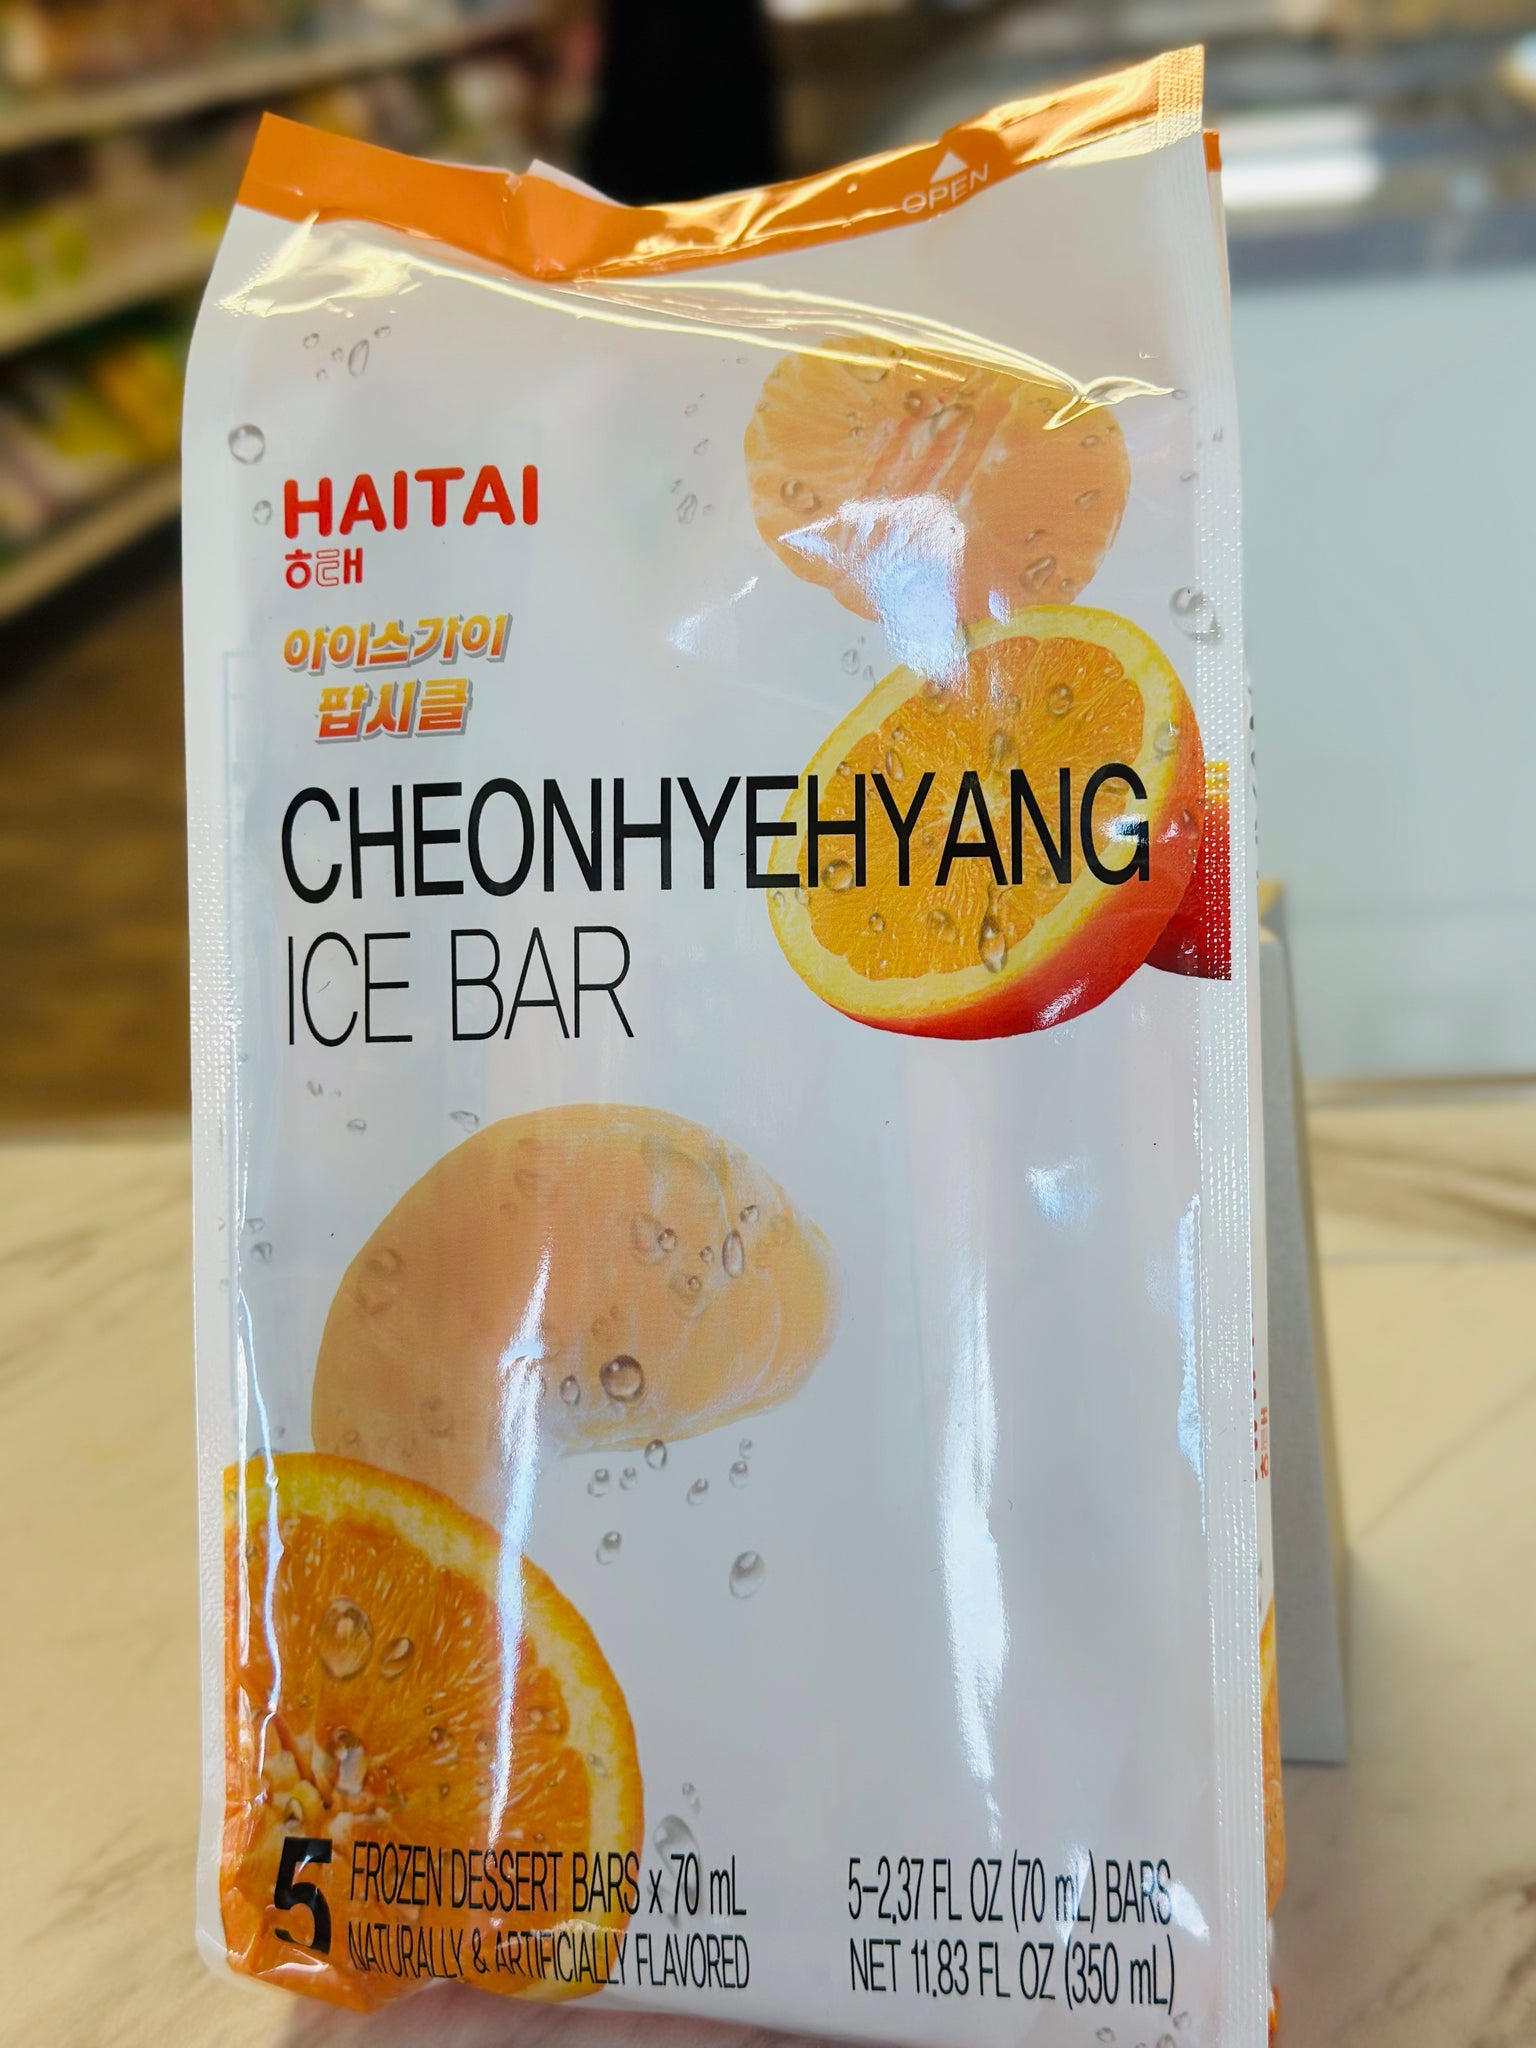 OPEN
HAITAI
해태
아이스가이
팝시클
CHEONHYEHYANG
ICE BAR
5 FROZEN DESSERT BARS x 70 mL
NATURALLY & ARTIFICIALLY FLAVORED
5-2.37 FL OZ (70 mL) BARS
NET 11.83 FL OZ (350 mL)